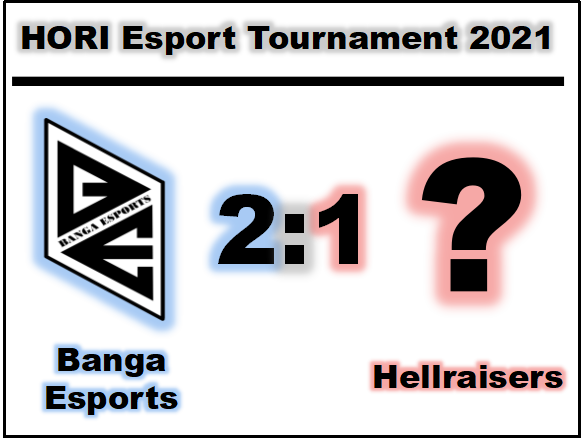 HORI Esport Tournament 2021
BANGA ESPORTS
2:1
?
Banga
Esports
Hellraisers